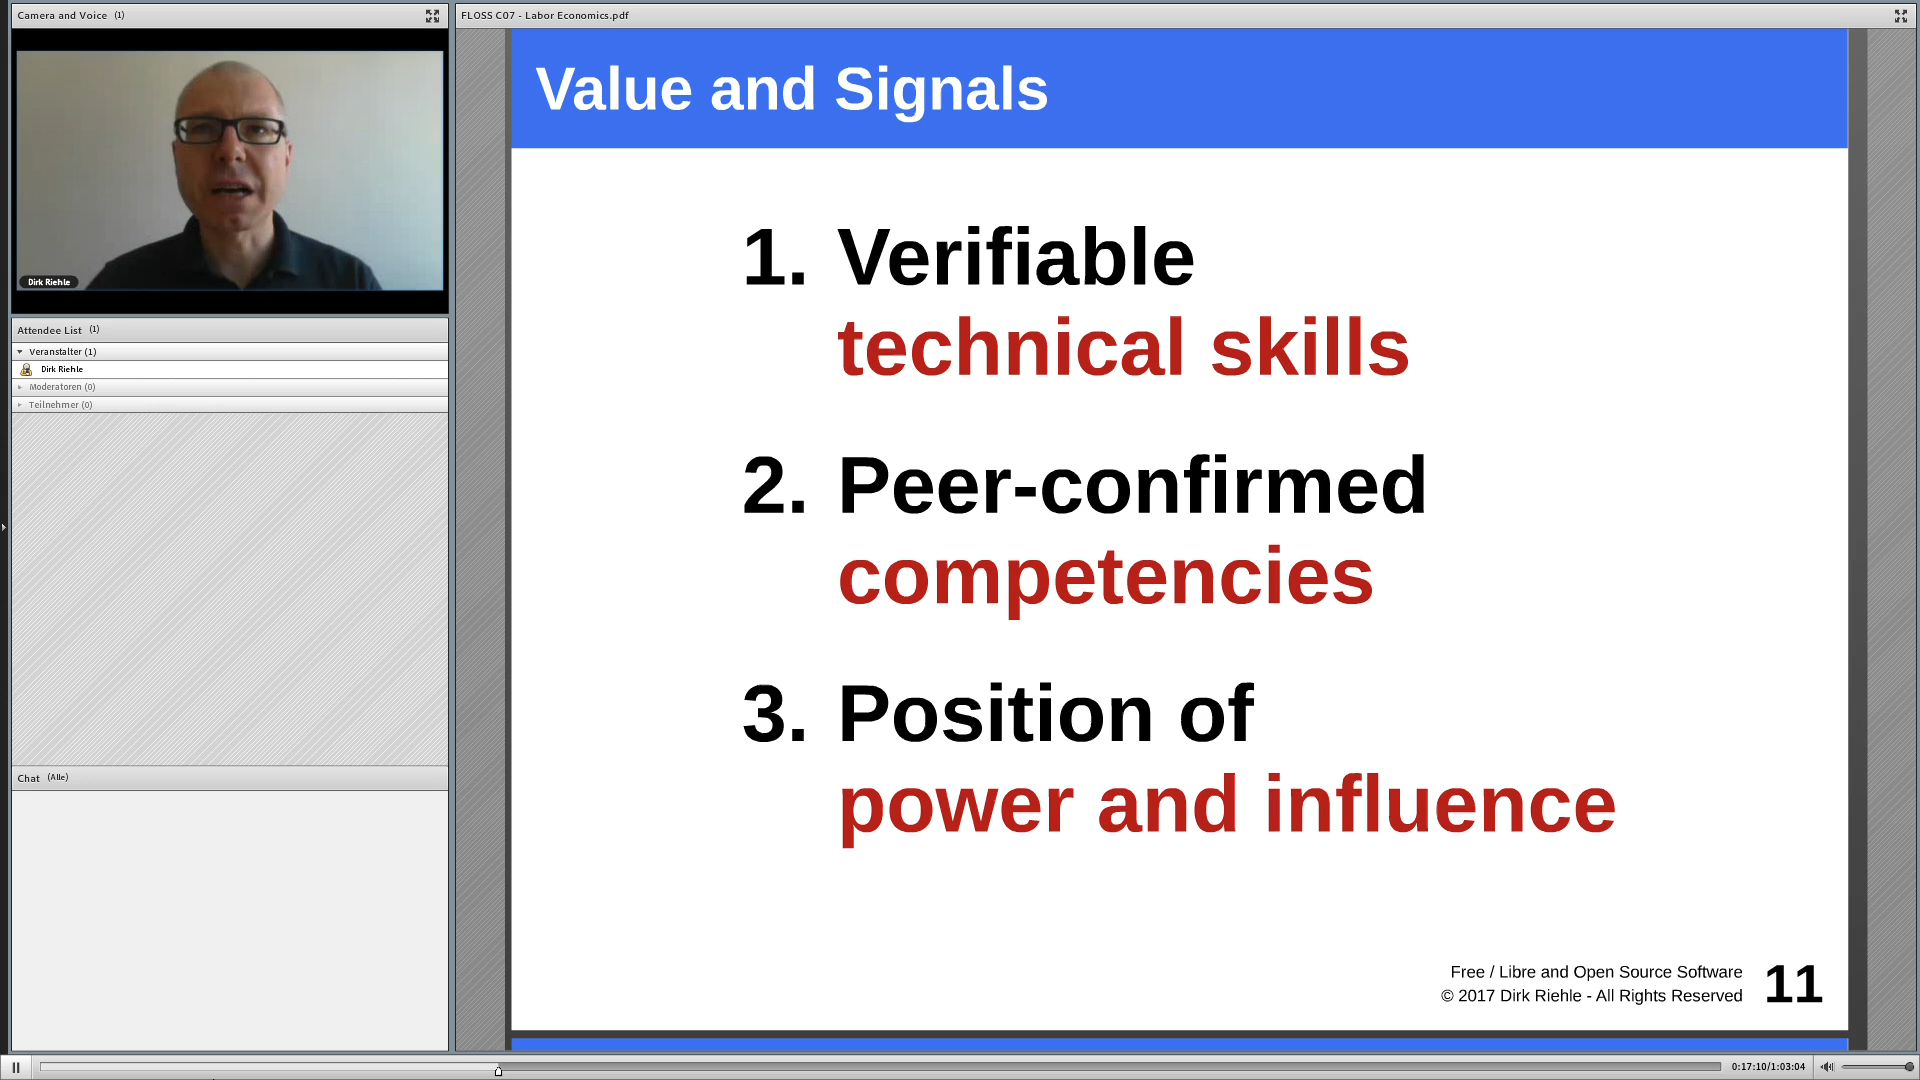 Camera and Voice (1)
Dirk Riehle
Attendee List (1)
Veranstalter (1)
Dirk Riehle
Moderatoren (0)
Teilnehmer (0)
Chat (Alle)
FLOSS C07 - Labor Economics.pdf
Value and Signals
1. Verifiable
technical skills
2. Peer-confirmed
competencies
3. Position of
power and influence
Free / Libre and Open Source Software
© 2017 Dirk Riehle - All Rights Reserved
11
0:17:10/1:03:04